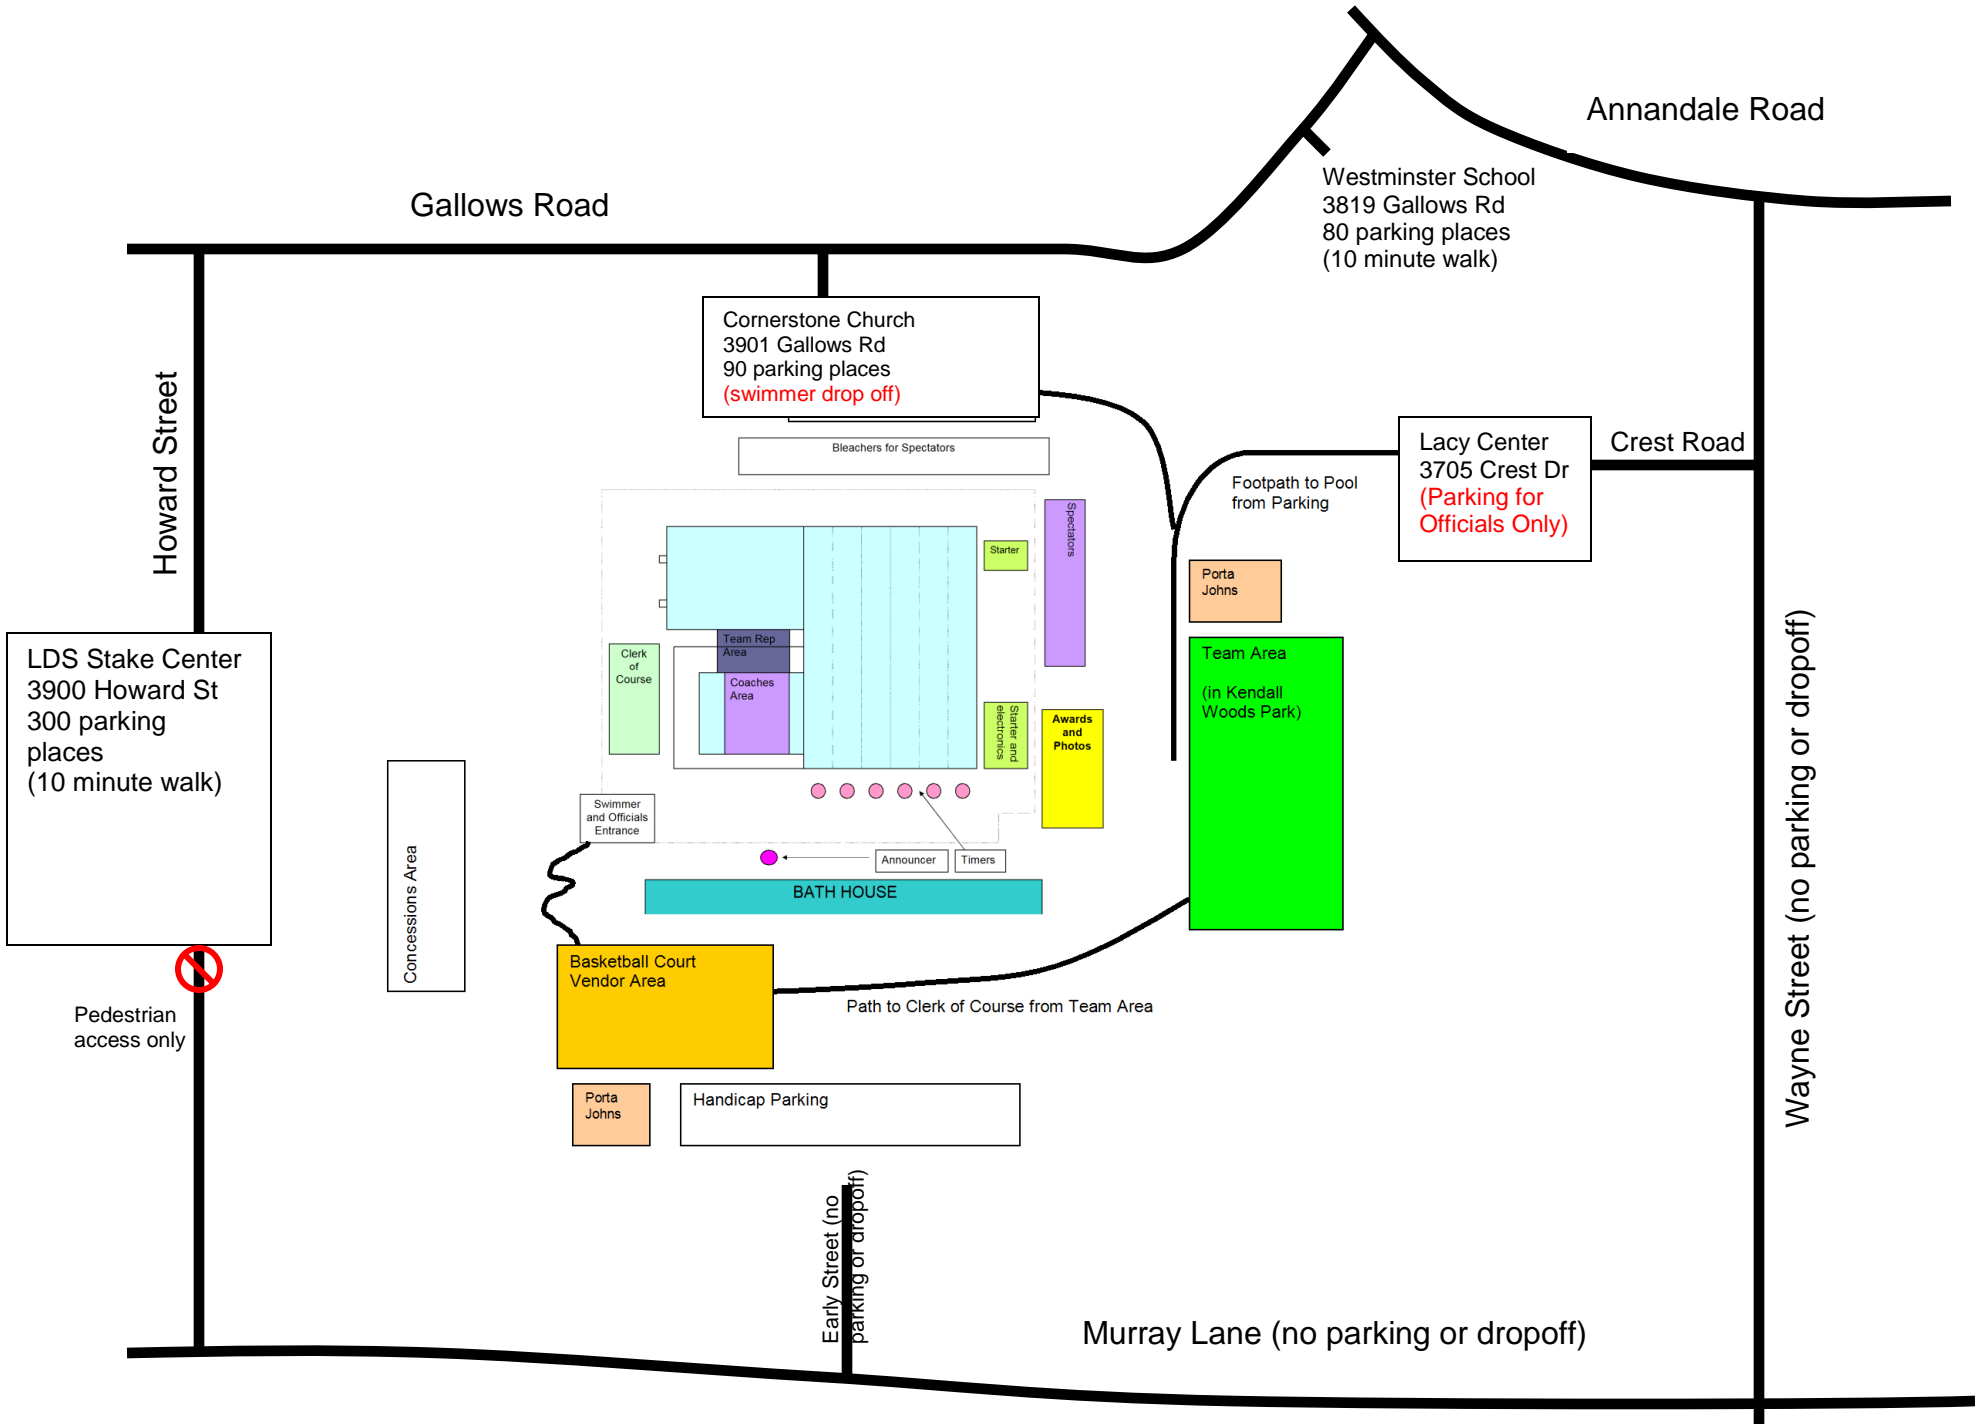 Annandale Road
Westminster School
3819 Gallows Rd
80 parking places
(10 minute walk)
Gallows Road
Cornerstone Church
3901 Gallows Rd
90 parking places
(swimmer drop off)
Howard Street
Bleachers for Spectators
Lacy Center
3705 Crest Dr
(Parking for
Officials Only)
Crest Road
Footpath to Pool
from Parking
Spectators
Starter
Porta
Johns
Team Rep
Area
Clerk
of
Course
Coaches
Area
Team Area
(in Kendall
Woods Park)
LDS Stake Center
3900 Howard St
300 parking
places
(10 minute walk)
Starter and
electronics
Awards
and
Photos
Wayne Street (no parking or dropoff)
Swimmer
and Officials
Entrance
Concessions Area
Announcer
Timers
BATH HOUSE
Basketball Court
Vendor Area
Path to Clerk of Course from Team Area
Pedestrian
access only
Porta
Johns
Handicap Parking
Early Street (no
parking or dropoff)
Murray Lane (no parking or dropoff)